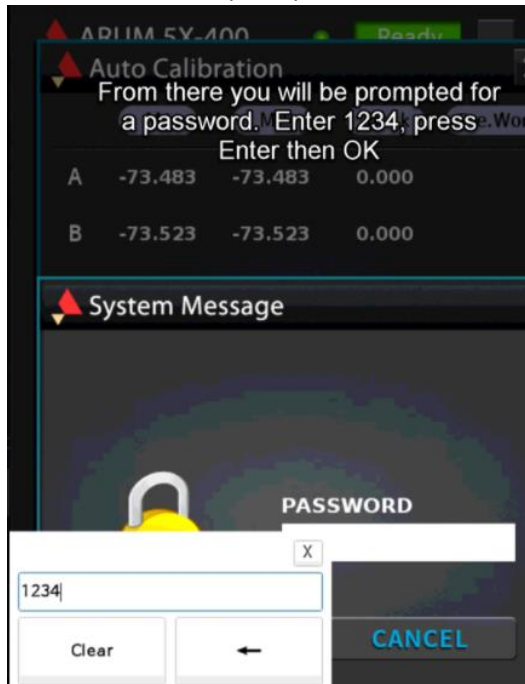 ARUM 5X-400
Ready
Auto Calibration
From there you will be prompted for
a password. Enter 1234, press
Enter then OK
A -73.483 -73.483 0.000
B -73.523 -73.523 0.000
System Message
PASSWORD
X
1234
Clear ←
CANCEL